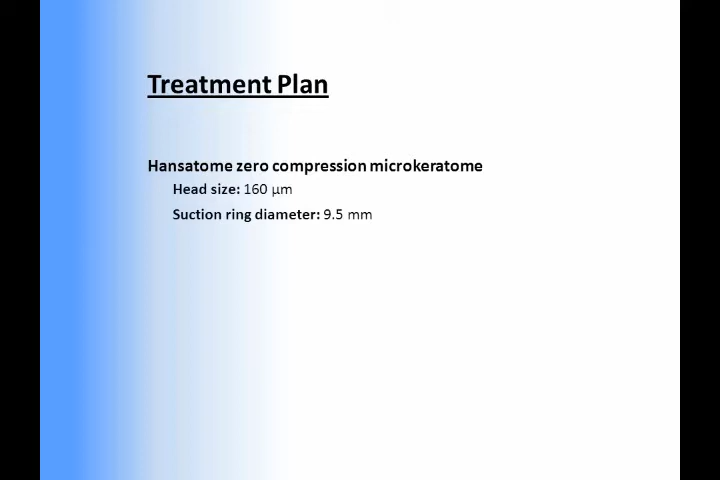 Treatment Plan
Hansatome zero compression microkeratome
Head size: 160 µm
Suction ring diameter: 9.5 mm